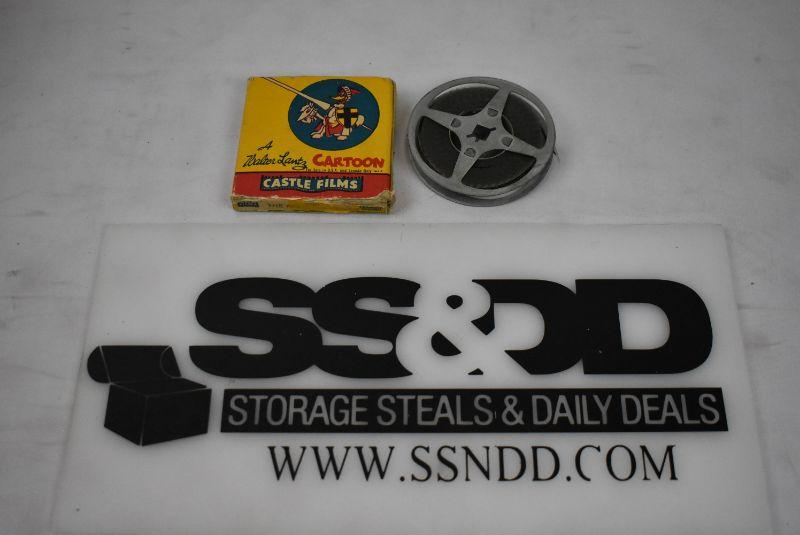 A
Walter Lantz CARTOON
CASTLE FILMS
SS&DD
STORAGE STEALS & DAILY DEALS
WWW.SSNDD.COM